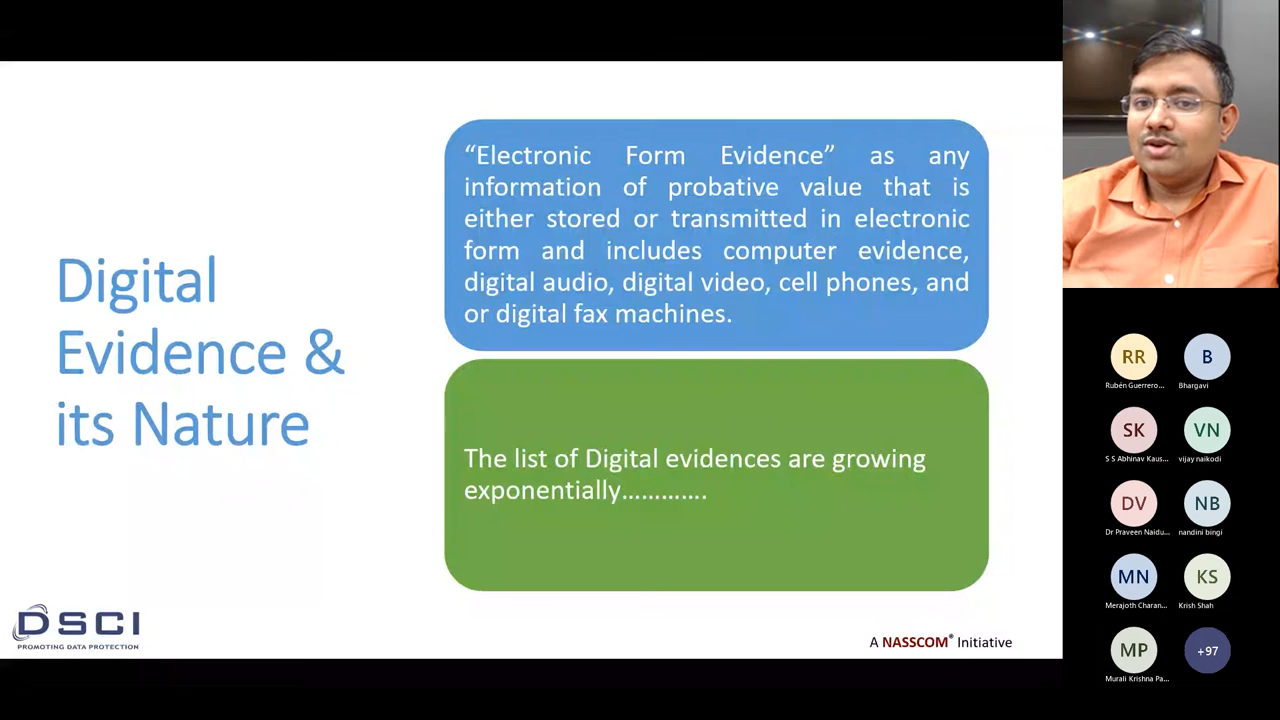 Digital
Evidence &
its Nature
“Electronic Form Evidence” as any
information of probative value that is
either stored or transmitted in electronic
form and includes computer evidence,
digital audio, digital video, cell phones, and
or digital fax machines.
The list of Digital evidences are growing
exponentially.............
DSCI
PROMOTING DATA PROTECTION
A NASSCOM® Initiative
RR
Rubén Guerrero...
B
Bhargavi
SK
S S Abhinav Kaus...
VN
vijay naikodi
DV
Dr Praveen Naidu...
NB
nandini bingi
MN
Merajoth Charan...
KS
Krish Shah
MP
Murali Krishna Pa...
+97